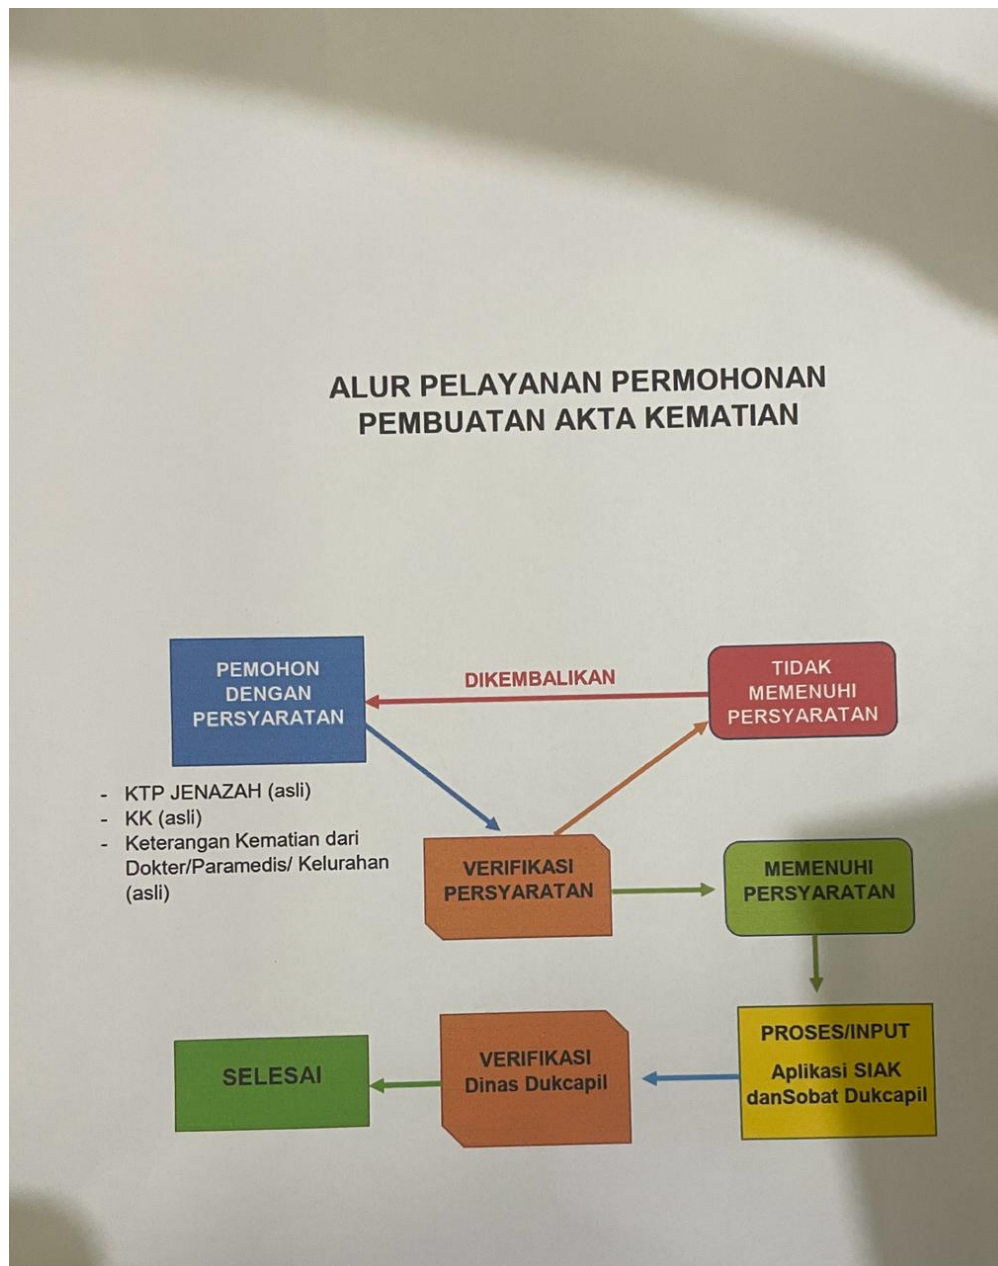 ALUR PELAYANAN PERMOHONAN
PEMBUATAN AKTA KEMATIAN
PEMOHON
DENGAN
PERSYARATAN
DIKEMBALIKAN
TIDAK
MEMENUHI
PERSYARATAN
- KTP JENAZAH (asli)
- KK (asli)
- Keterangan Kematian dari
Dokter/Paramedis/ Kelurahan
(asli)
VERIFIKASI
PERSYARATAN
MEMENUHI
PERSYARATAN
PROSES/INPUT
Aplikasi SIAK
danSobat Dukcapil
VERIFIKASI
Dinas Dukcapil
SELESAI